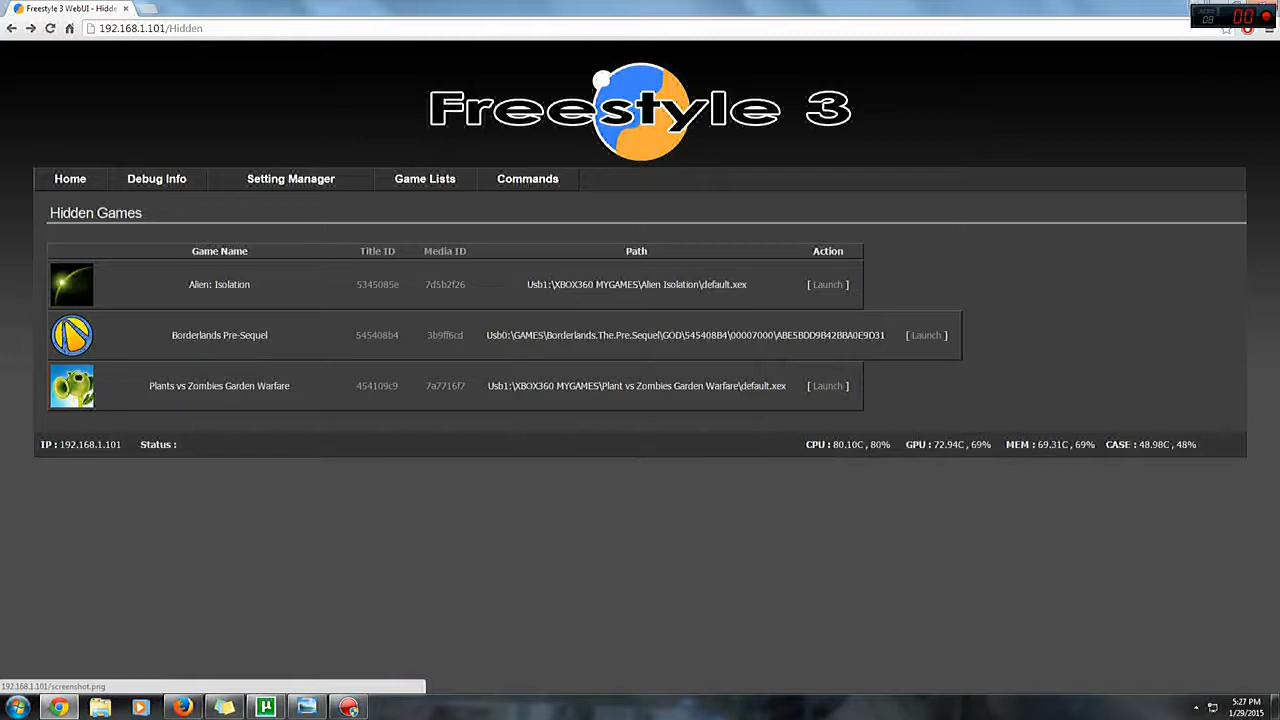 Freestyle 3 WebUI - Hidde
192.168.1.101/Hidden
08 00
Freestyle 3
Home Debug Info Setting Manager Game Lists Commands
Hidden Games
Game Name Title ID Media ID Path Action
Alien: Isolation 5345085e 7d5b2f26 Usb1:\XBOX360 MYGAMES\Alien Isolation\default.xex [ Launch ]
Borderlands Pre-Sequel 545408b4 3b9ff6cd Usb0:\GAMES\Borderlands.The.Pre.Sequel\GOD\545408B4\00007000\ABE5BDD9B42BBA0E9D31 [ Launch ]
Plants vs Zombies Garden Warfare 454109c9 7a7716f7 Usb1:\XBOX360 MYGAMES\Plant vs Zombies Garden Warfare\default.xex [ Launch ]
IP : 192.168.1.101 Status : CPU : 80.10C , 80% GPU : 72.94C , 69% MEM : 69.31C , 69% CASE : 48.98C , 48%
192.168.1.101/screenshot.png
5:27 PM
1/29/2015